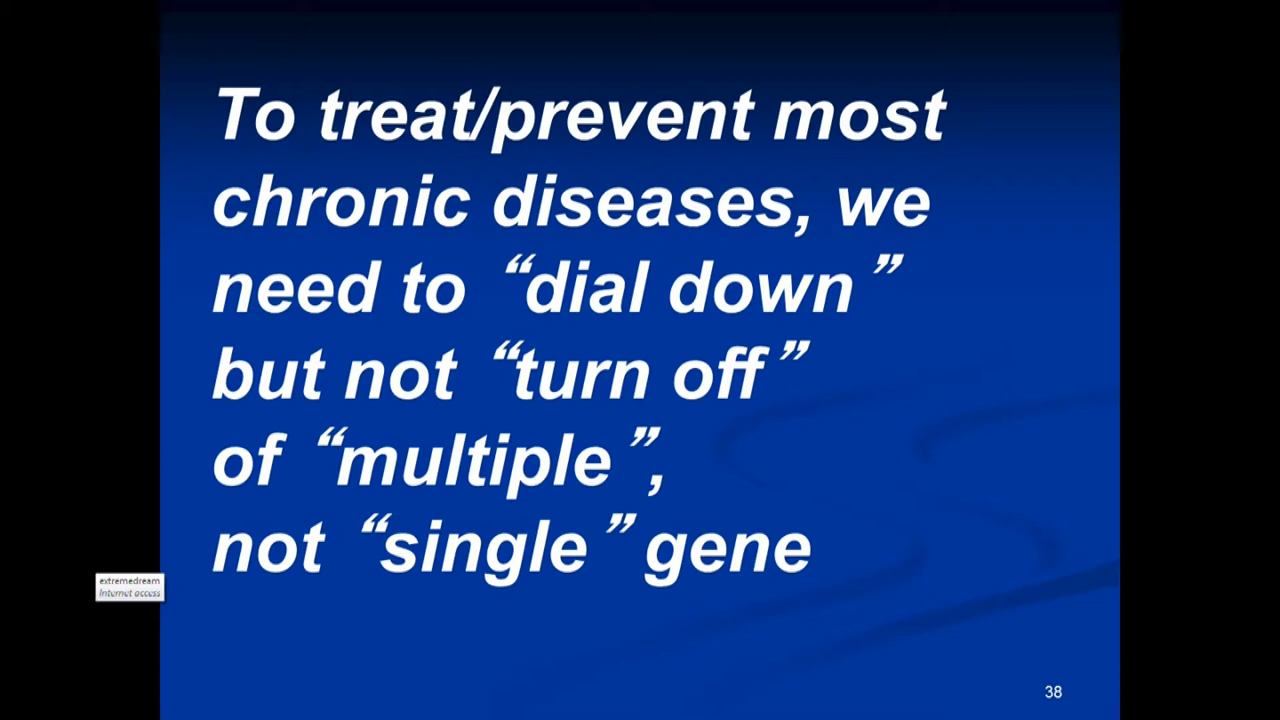 To treat/prevent most
chronic diseases, we
need to “dial down”
but not “turn off”
of “multiple”,
not “single” gene
extremedream
Internet access
38